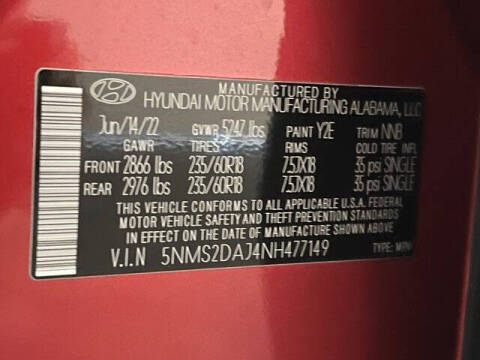 MANUFACTURED BY
HYUNDAI MOTOR MANUFACTURING ALABAMA, LLC
Jun/14/22 GVWR 5247 lbs PAINT Y2E TRIM NNB
GAWR TIRES RIMS COLD TIRE INFL.
FRONT 2866 lbs 235/60R18 7.5JX18 35 psi SINGLE
REAR 2976 lbs 235/60R18 7.5JX18 35 psi SINGLE
THIS VEHICLE CONFORMS TO ALL APPLICABLE U.S.A. FEDERAL
MOTOR VEHICLE SAFETY AND THEFT PREVENTION STANDARDS
IN EFFECT ON THE DATE OF MANUFACTURE SHOWN ABOVE.
V.I.N 5NMS2DAJ4NH477149 TYPE: MPV